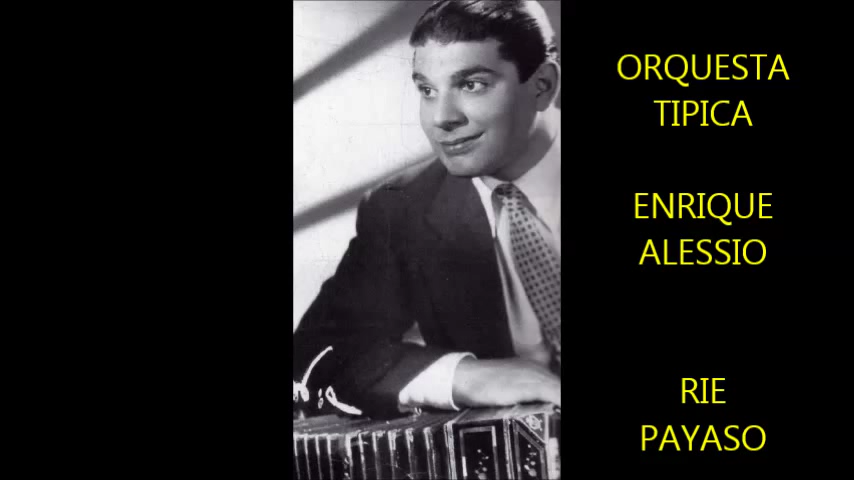 ORQUESTA
TIPICA
ENRIQUE
ALESSIO
RIE
PAYASO